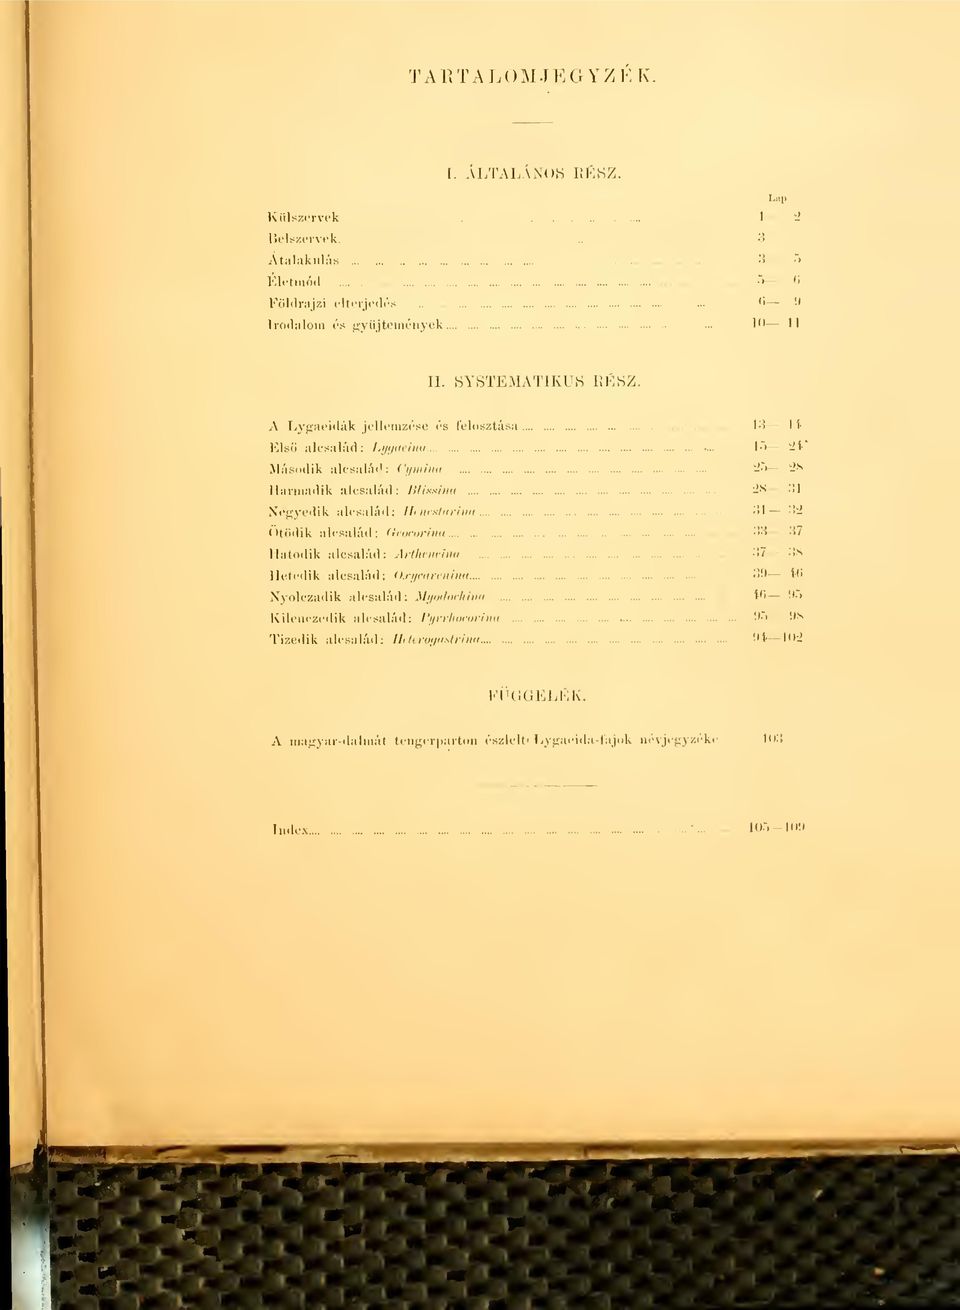 TARTALOMJEGYZÉK.
I. ÁLTALÁNOS RÉSZ.
Lap
Külszervek 1 2
Belszervek. 3
Átalakulás 3 5
Életmód 5— 6
Földrajzi elterjedés 6— 9
Irodalom és gyüjtemények 10— 11
II. SYSTEMATIKUS RÉSZ.
A Lygaeidák jellemzése és felosztása 13— 14
Első alcsalád: Lygaeina 15— 24
Második alcsalád: Cymina 25— 28
Harmadik alcsalád: Blissina 28 31
Negyedik alcsalád: Henestarina 31— 32
Ötödik alcsalád: Geocorina 33— 37
Hatodik alcsalád: Artheneina 37 38
Hetedik alcsalád: Oxycarenina 39— 46
Nyolczadik alcsalád: Myodochina 46— 95
Kilenczedik alcsalád: Pyrrhocorina 95 98
Tizedik alcsalád: Heterogastrina 94—102
FÜGGELÉK.
A magyar-dalmát tengerparton észlelt Lygaeida-fajok névjegyzéke 103
Index 105—109